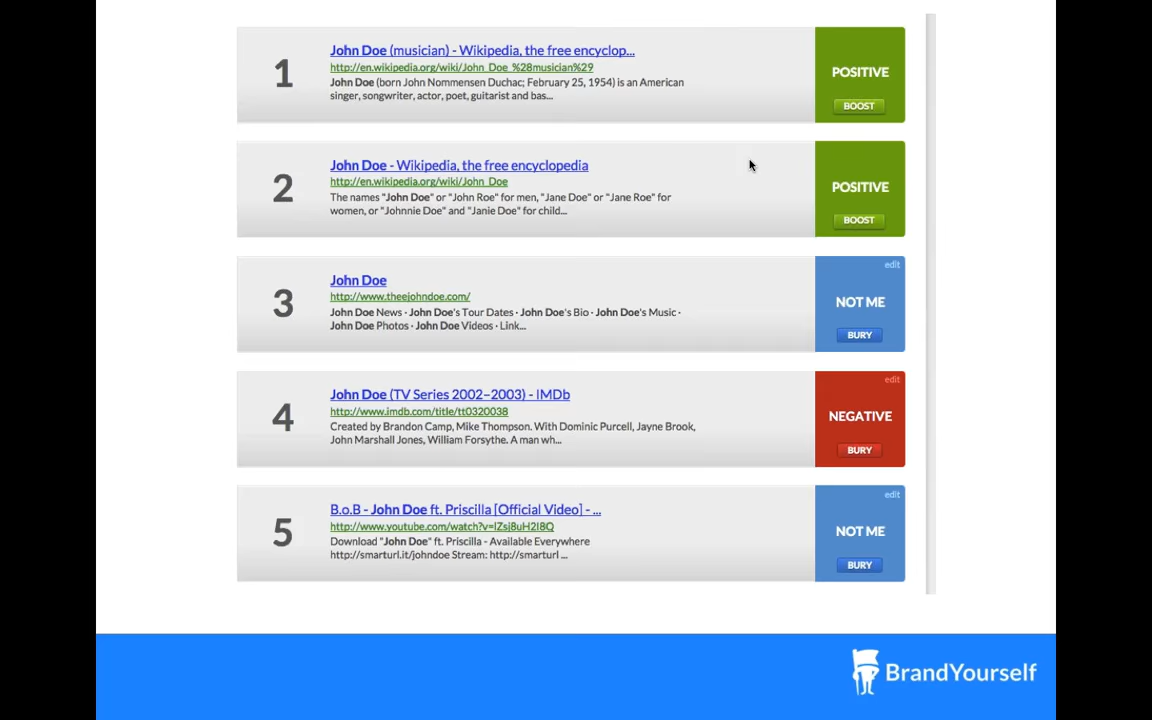 1
John Doe (musician) - Wikipedia, the free encyclop...
http://en.wikipedia.org/wiki/John_Doe_%28musician%29
John Doe (born John Nommensen Duchac; February 25, 1954) is an American
singer, songwriter, actor, poet, guitarist and bas...
POSITIVE
BOOST
2
John Doe - Wikipedia, the free encyclopedia
http://en.wikipedia.org/wiki/John_Doe
The names "John Doe" or "John Roe" for men, "Jane Doe" or "Jane Roe" for
women, or "Johnnie Doe" and "Janie Doe" for child...
POSITIVE
BOOST
3
John Doe
http://www.theejohndoe.com/
John Doe News · John Doe's Tour Dates · John Doe's Bio · John Doe's Music ·
John Doe Photos · John Doe Videos · Link...
edit
NOT ME
BURY
4
John Doe (TV Series 2002–2003) - IMDb
http://www.imdb.com/title/tt0320038
Created by Brandon Camp, Mike Thompson. With Dominic Purcell, Jayne Brook,
John Marshall Jones, William Forsythe. A man wh...
edit
NEGATIVE
BURY
5
B.o.B - John Doe ft. Priscilla [Official Video] - ...
http://www.youtube.com/watch?v=lZsj8uH2I8Q
Download "John Doe" ft. Priscilla - Available Everywhere
http://smarturl.it/johndoe Stream: http://smarturl ...
edit
NOT ME
BURY
BrandYourself